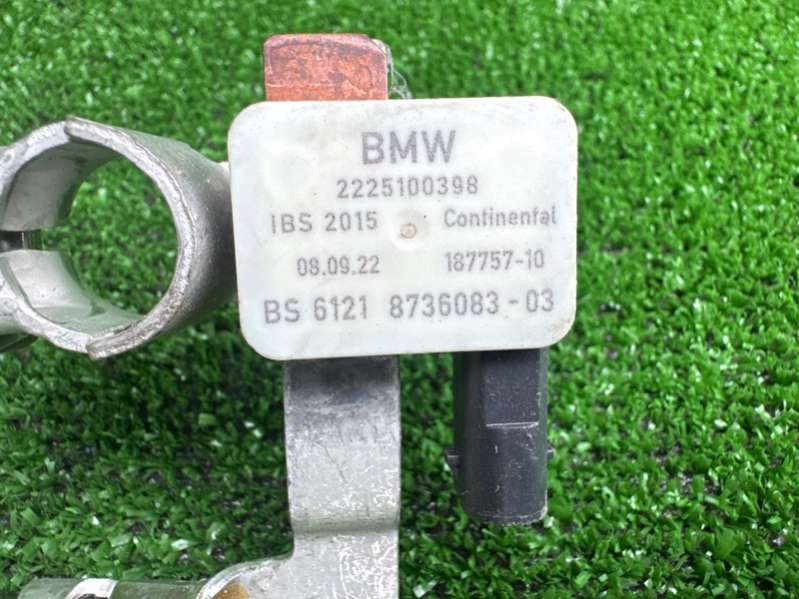 BMW
2225100398
IBS 2015 Continental
08.09.22 187757-10
BS 6121 8736083-03